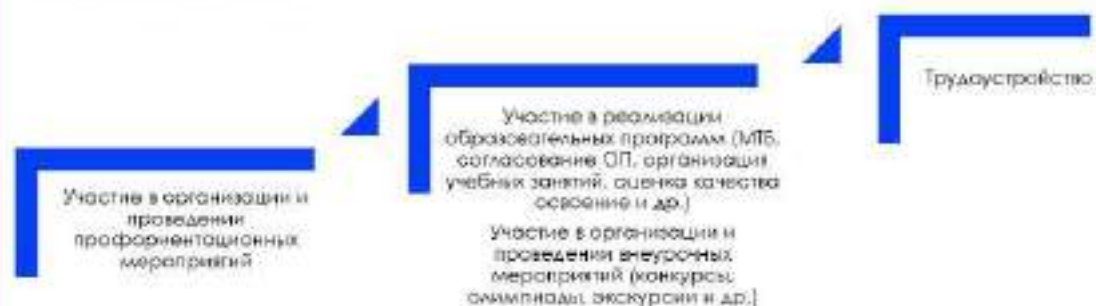 Участие в организации и
проведении
профориентационных
мероприятий
Участие в реализации
образовательных программ (МТБ,
согласование ОП, организация
учебных занятий, оценка качества
освоение и др.)
Участие в организации и
проведении внеурочных
мероприятий (конкурсы,
олимпиады, экскурсии и др.)
Трудоустройство